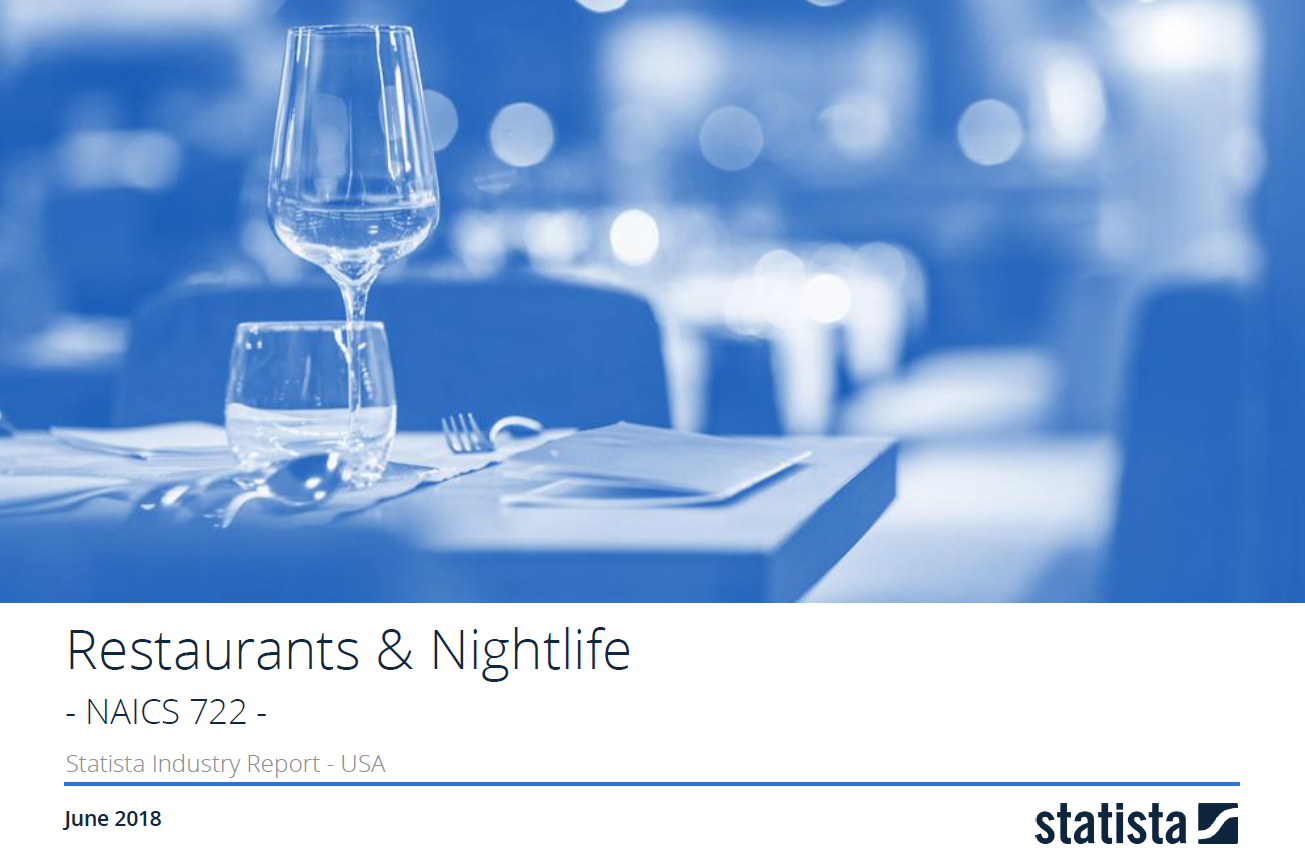 Restaurants & Nightlife
- NAICS 722 -
Statista Industry Report - USA
June 2018
statista